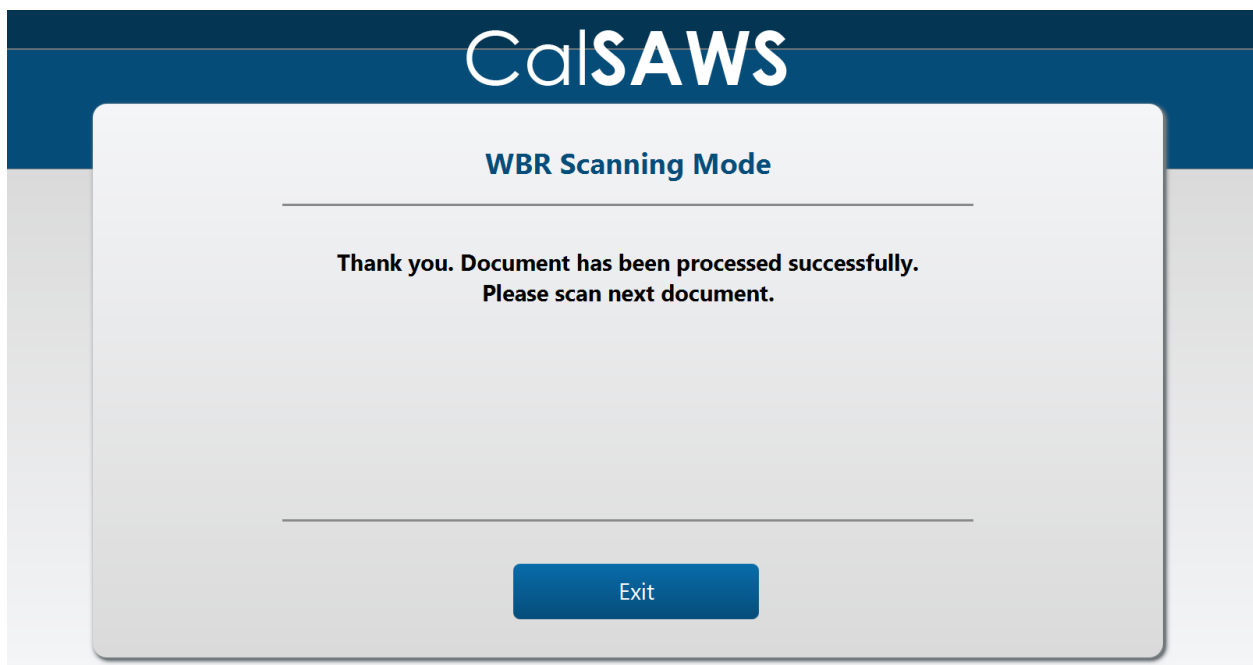 CalSAWS
WBR Scanning Mode
Thank you. Document has been processed successfully.
Please scan next document.
Exit